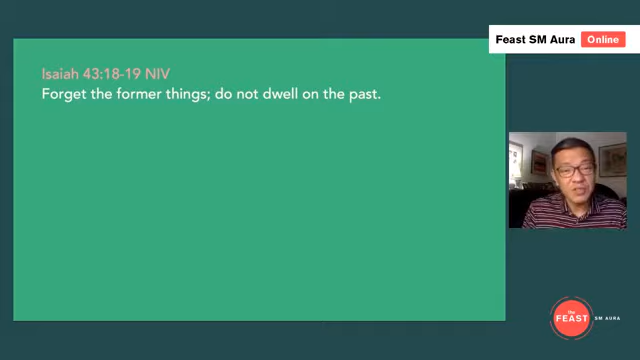 Feast SM Aura Online
Isaiah 43:18-19 NIV
Forget the former things; do not dwell on the past.
the
FEAST SM AURA